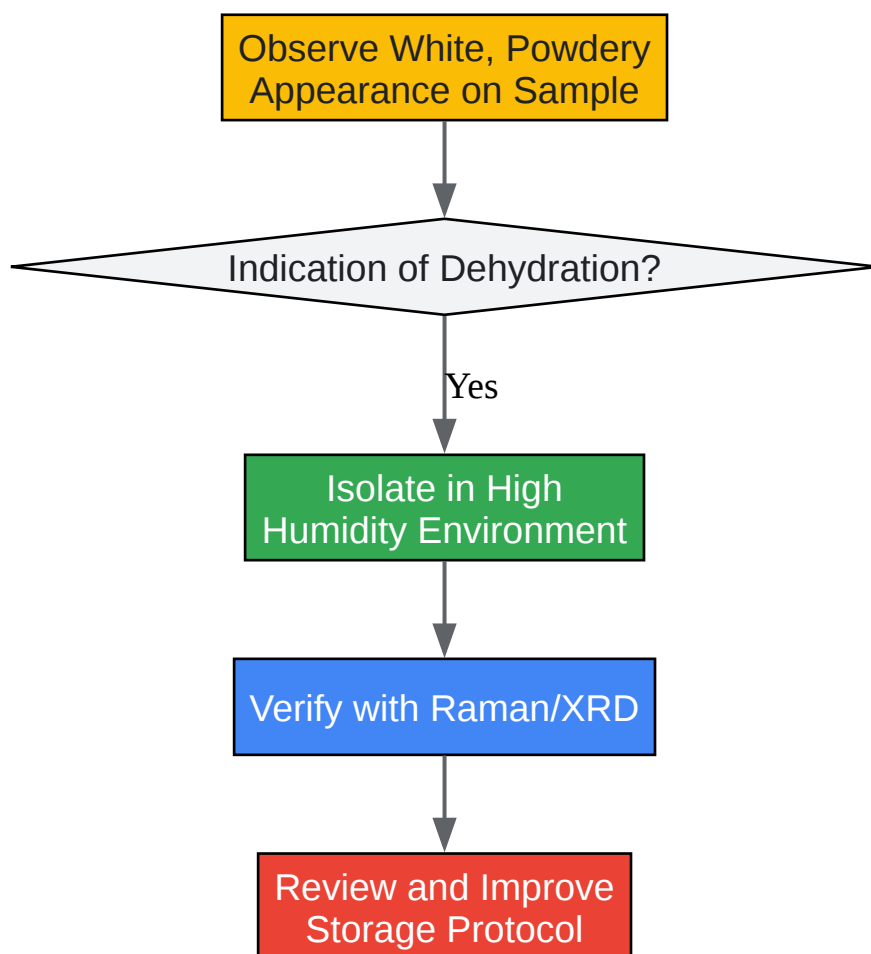 Observe White, Powdery
Appearance on Sample
Indication of Dehydration?
Yes
Isolate in High
Humidity Environment
Verify with Raman/XRD
Review and Improve
Storage Protocol